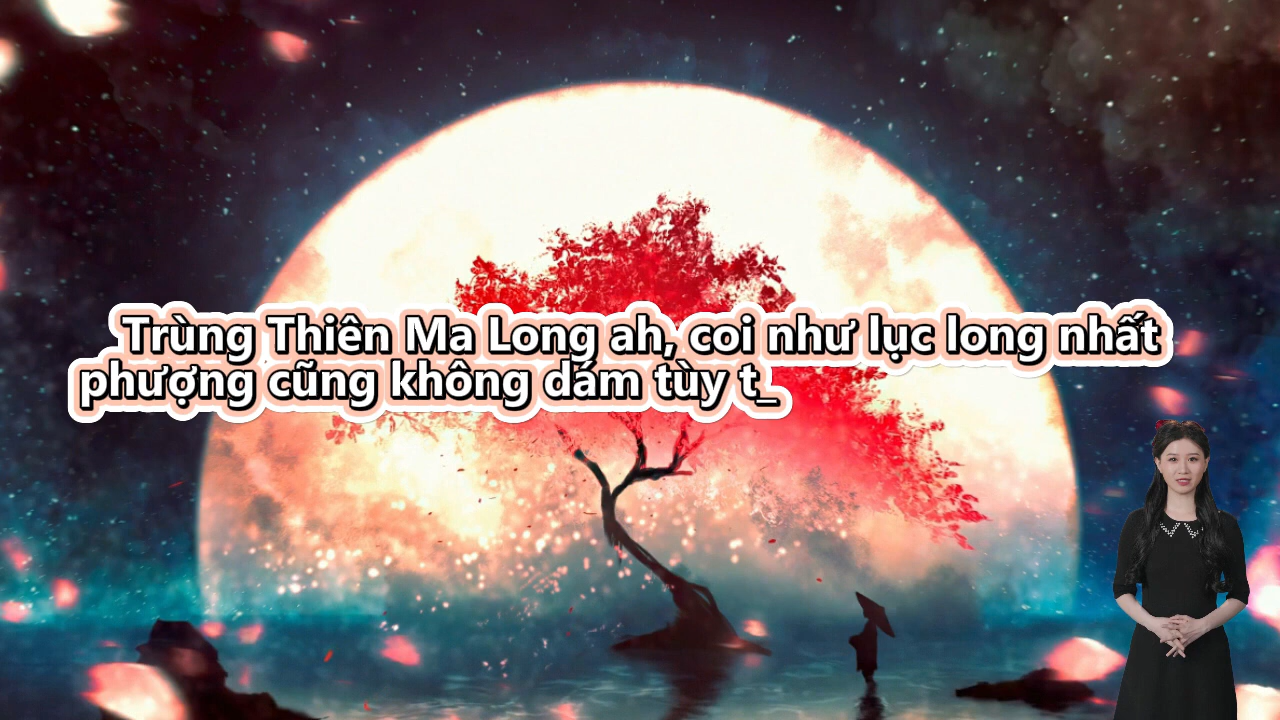 Trùng Thiên Ma Long ah, coi như lục long nhất
phượng cũng không dám tùy t_